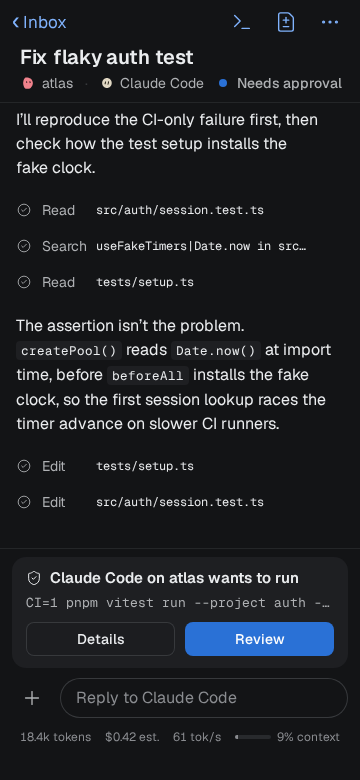 Inbox
Fix flaky auth test
atlas · Claude Code Needs approval
I’ll reproduce the CI-only failure first, then
check how the test setup installs the
fake clock.
Read src/auth/session.test.ts
Search useFakeTimers|Date.now in src…
Read tests/setup.ts
The assertion isn’t the problem.
createPool() reads Date.now() at import
time, before beforeAll installs the fake
clock, so the first session lookup races the
timer advance on slower CI runners.
Edit tests/setup.ts
Edit src/auth/session.test.ts
Claude Code on atlas wants to run
CI=1 pnpm vitest run --project auth -…
Details Review
Reply to Claude Code
18.4k tokens $0.42 est. 61 tok/s 9% context